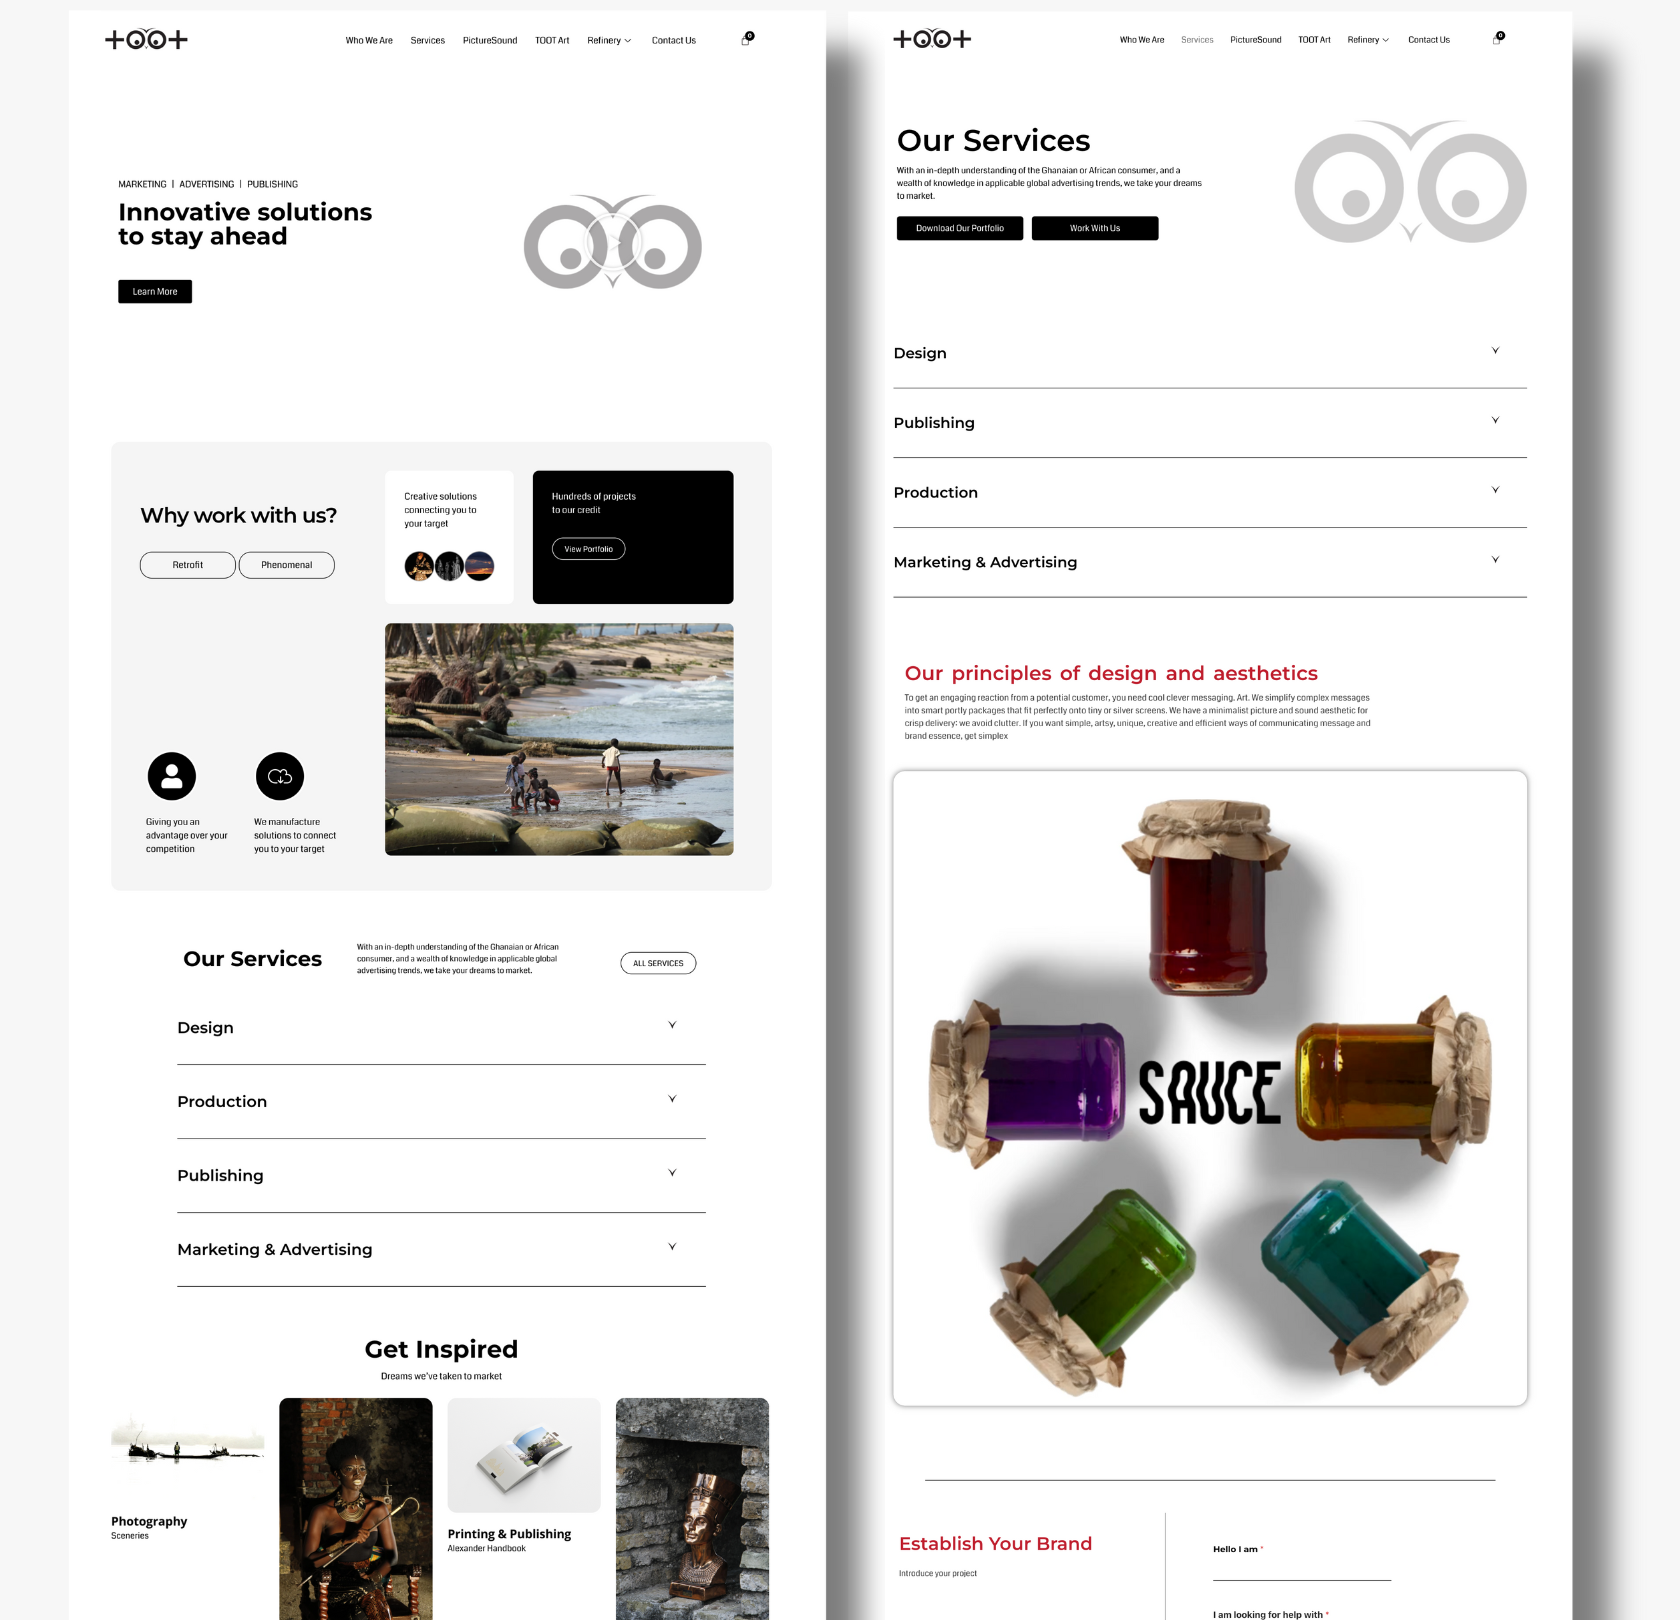 toot
Who We Are
Services
PictureSound
TOOT Art
Refinery
Contact Us
0
MARKETING | ADVERTISING | PUBLISHING
Innovative solutions
to stay ahead
Learn More
Why work with us?
Retrofit
Phenomenal
Creative solutions
connecting you to
your target
Hundreds of projects
to our credit
View Portfolio
Giving you an
advantage over your
competition
We manufacture
solutions to connect
you to your target
Our Services
With an in-depth understanding of the Ghanaian or African
consumer, and a wealth of knowledge in applicable global
advertising trends, we take your dreams to market.
ALL SERVICES
Design
Production
Publishing
Marketing & Advertising
Get Inspired
Dreams we've taken to market
Photography
Sceneries
Printing & Publishing
Alexander Handbook
toot
Who We Are
Services
PictureSound
TOOT Art
Refinery
Contact Us
0
Our Services
With an in-depth understanding of the Ghanaian or African consumer, and a
wealth of knowledge in applicable global advertising trends, we take your dreams
to market.
Download Our Portfolio
Work With Us
Design
Publishing
Production
Marketing & Advertising
Our principles of design and aesthetics
To get an engaging reaction from a potential customer, you need cool clever messaging. Art. We simplify complex messages
into smart portly packages that fit perfectly onto tiny or silver screens. We have a minimalist picture and sound aesthetic for
crisp delivery; we avoid clutter. If you want simple, artsy, unique, creative and efficient ways of communicating message and
brand essence, get simplex
SAUCE
Establish Your Brand
Introduce your project
Hello I am *
I am looking for help with *